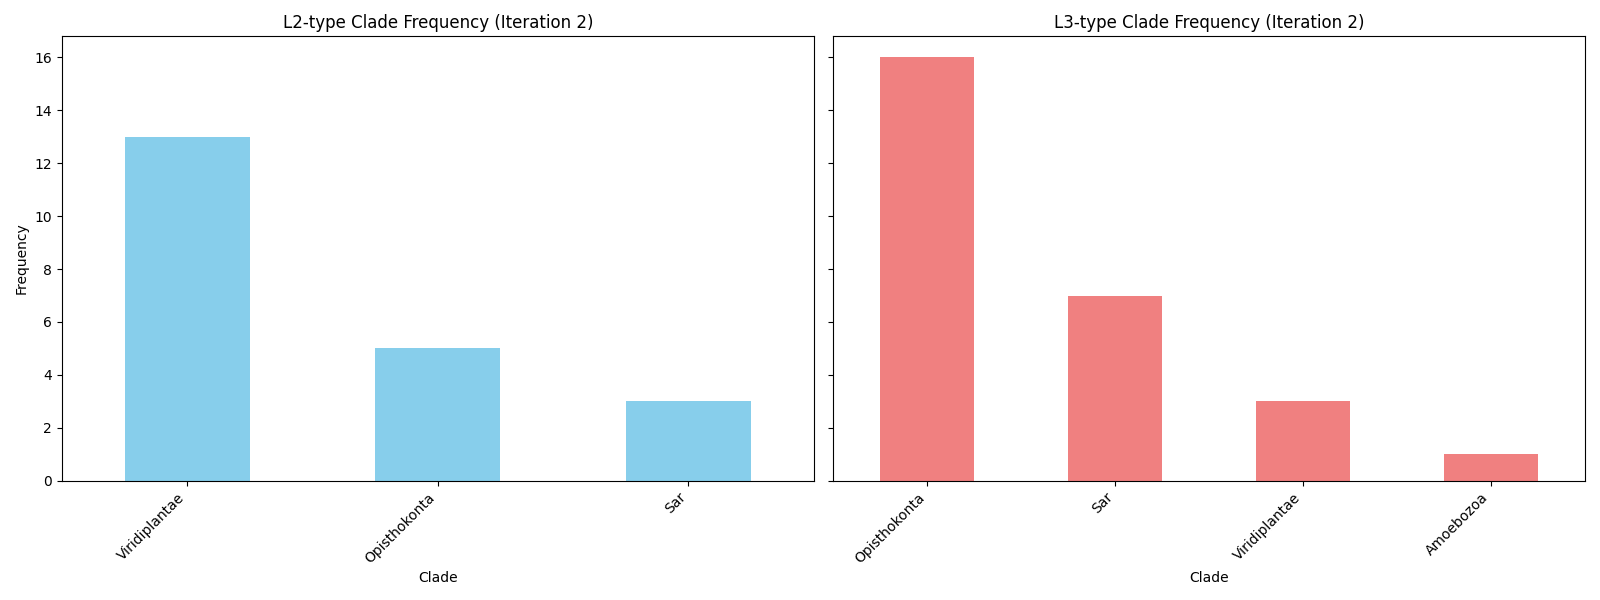 L2-type Clade Frequency (Iteration 2)
Frequency
16
14
12
10
8
6
4
2
0
Viridiplantae
Opisthokonta
Sar
Clade
L3-type Clade Frequency (Iteration 2)
Opisthokonta
Sar
Viridiplantae
Amoebozoa
Clade